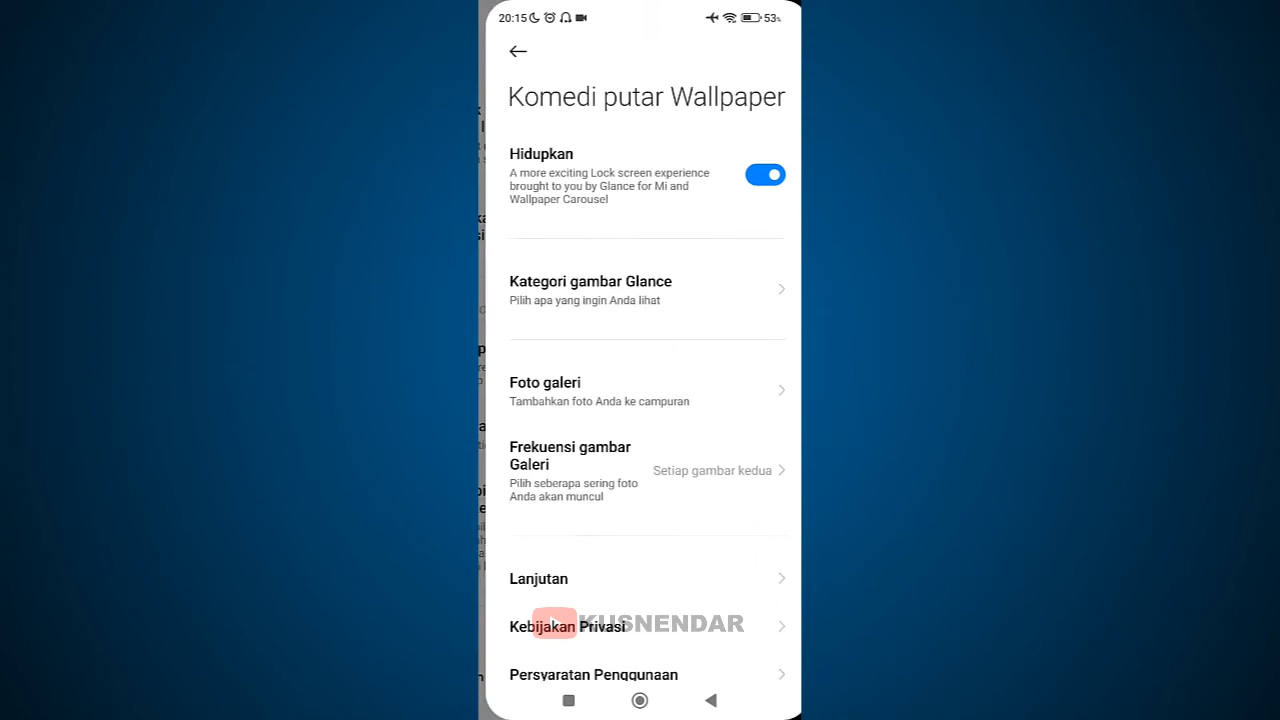 20:15
53%
Komedi putar Wallpaper
Hidupkan
A more exciting Lock screen experience
brought to you by Glance for Mi and
Wallpaper Carousel
Kategori gambar Glance
Pilih apa yang ingin Anda lihat
Foto galeri
Tambahkan foto Anda ke campuran
Frekuensi gambar
Galeri
Setiap gambar kedua
Pilih seberapa sering foto
Anda akan muncul
Lanjutan
KUSNENDAR
Kebijakan Privasi
Persyaratan Penggunaan